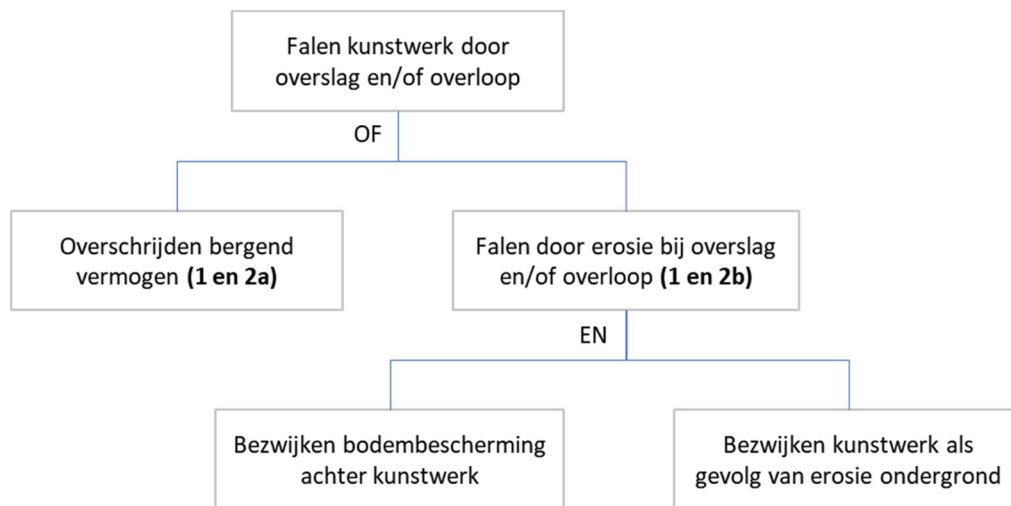 Falen kunstwerk door
overslag en/of overloop
OF
Overschrijden bergend
vermogen (1 en 2a)
Falen door erosie bij overslag
en/of overloop (1 en 2b)
EN
Bezwijken bodembescherming
achter kunstwerk
Bezwijken kunstwerk als
gevolg van erosie ondergrond